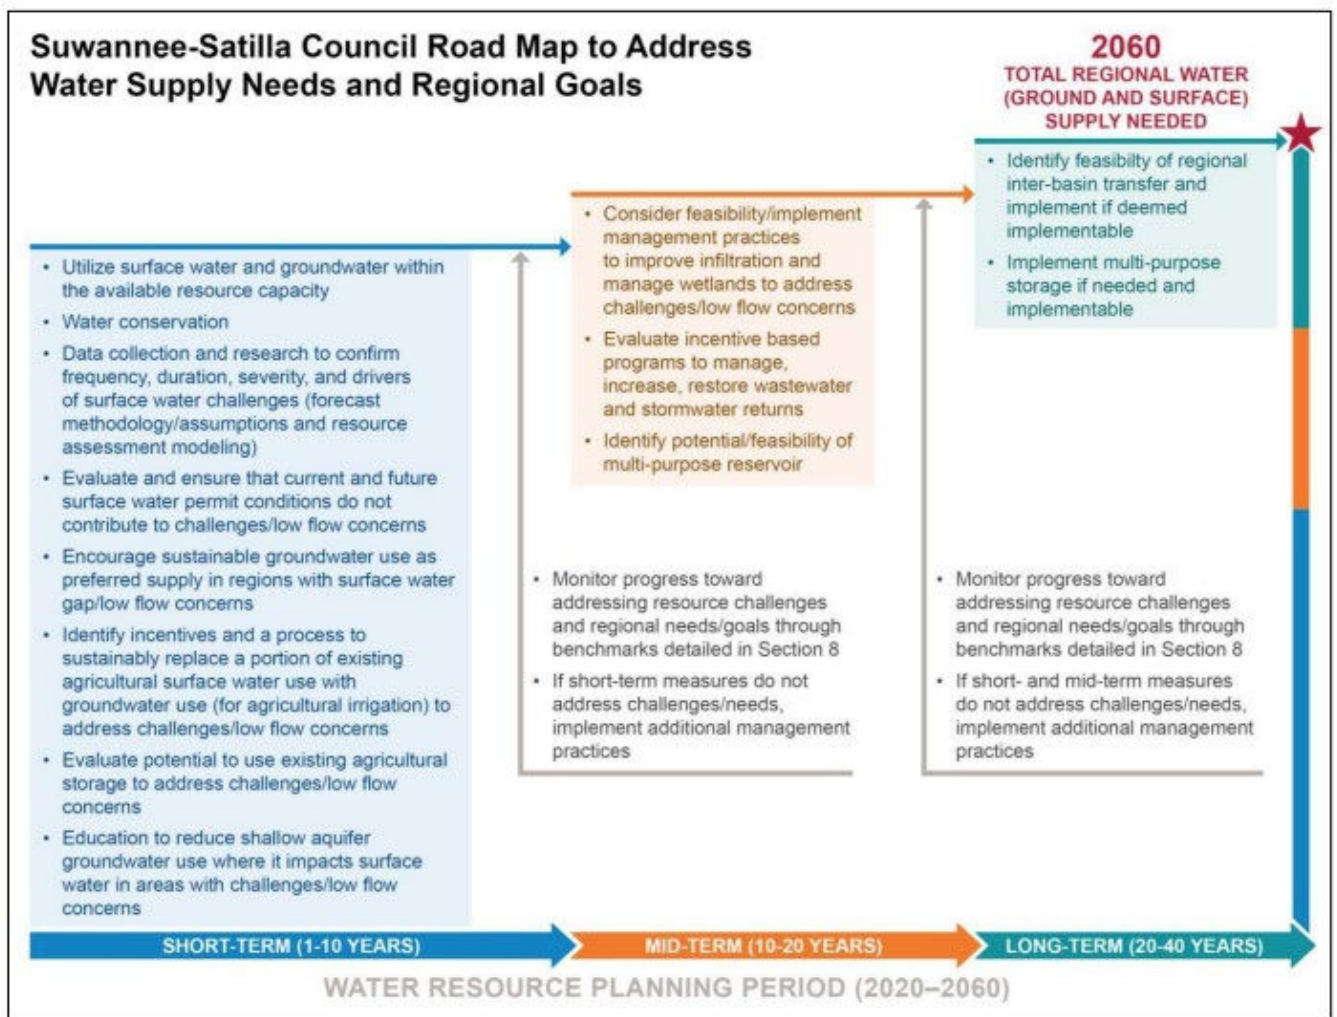 Suwannee-Satilla Council Road Map to Address
Water Supply Needs and Regional Goals
2060
TOTAL REGIONAL WATER
(GROUND AND SURFACE)
SUPPLY NEEDED
• Utilize surface water and groundwater within
the available resource capacity
• Water conservation
• Data collection and research to confirm
frequency, duration, severity, and drivers
of surface water challenges (forecast
methodology/assumptions and resource
assessment modeling)
• Evaluate and ensure that current and future
surface water permit conditions do not
contribute to challenges/low flow concerns
• Encourage sustainable groundwater use as
preferred supply in regions with surface water
gap/low flow concerns
• Identify incentives and a process to
sustainably replace a portion of existing
agricultural surface water use with
groundwater use (for agricultural irrigation) to
address challenges/low flow concerns
• Evaluate potential to use existing agricultural
storage to address challenges/low flow
concerns
• Education to reduce shallow aquifer
groundwater use where it impacts surface
water in areas with challenges/low flow
concerns
• Consider feasibility/implement
management practices
to improve infiltration and
manage wetlands to address
challenges/low flow concerns
• Evaluate incentive based
programs to manage,
increase, restore wastewater
and stormwater returns
• Identify potential/feasibility of
multi-purpose reservoir
• Monitor progress toward
addressing resource challenges
and regional needs/goals through
benchmarks detailed in Section 8
• If short-term measures do not
address challenges/needs,
implement additional management
practices
• Identify feasibilty of regional
inter-basin transfer and
implement if deemed
implementable
• Implement multi-purpose
storage if needed and
implementable
• Monitor progress toward
addressing resource challenges
and regional needs/goals through
benchmarks detailed in Section 8
• If short- and mid-term measures
do not address challenges/needs,
implement additional management
practices
SHORT-TERM (1-10 YEARS)
MID-TERM (10-20 YEARS)
LONG-TERM (20-40 YEARS)
WATER RESOURCE PLANNING PERIOD (2020–2060)